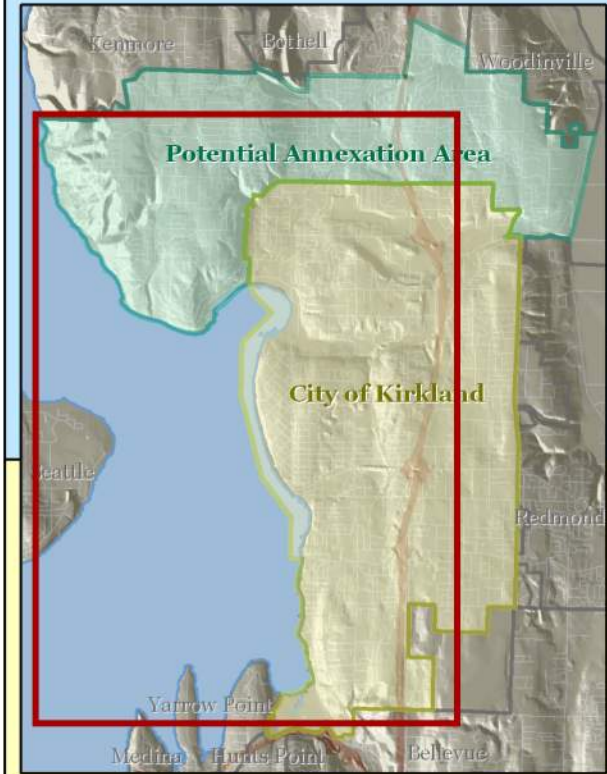 Kenmore
Bothell
Woodinville
Potential Annexation Area
City of Kirkland
Seattle
Redmond
Yarrow Point
Medina
Hunts Point
Bellevue